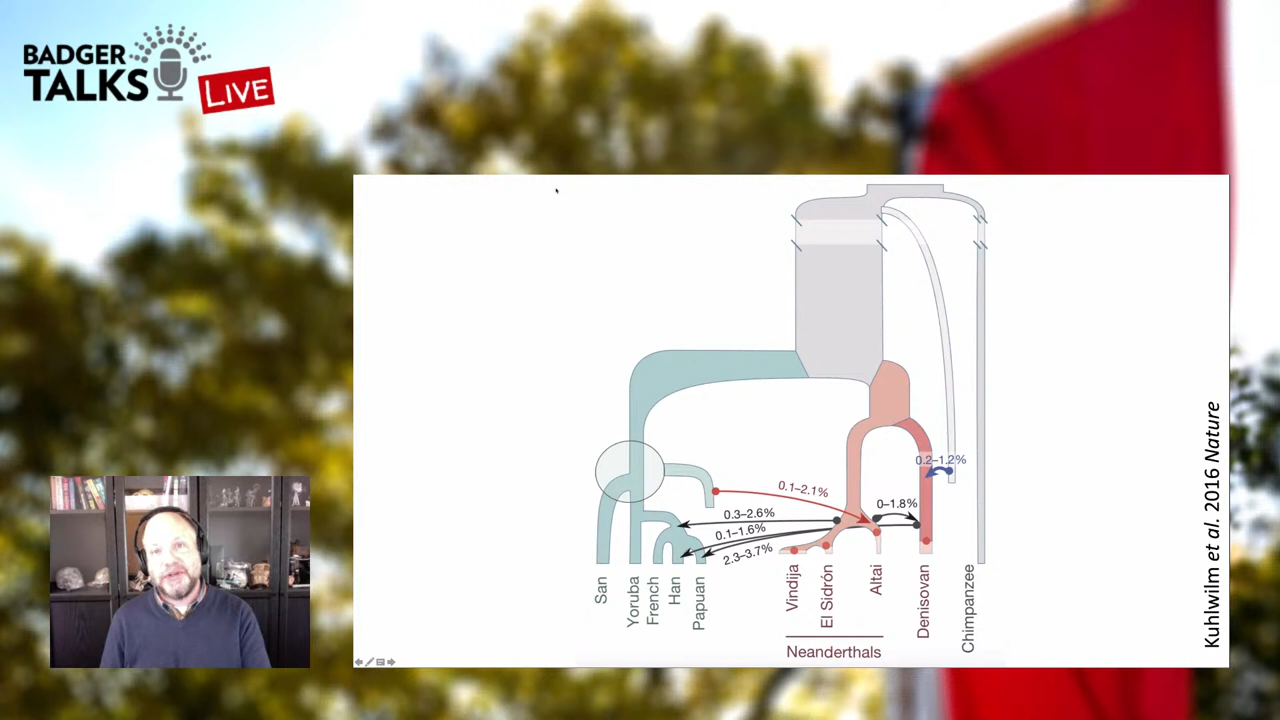 BADGER
TALKS
LIVE
0.2–1.2%
0.1–2.1%
0–1.8%
0.3–2.6%
0.1–1.6%
2.3–3.7%
San
Yoruba
French
Han
Papuan
Vindija
El Sidrón
Altai
Denisovan
Chimpanzee
Neanderthals
Kuhlwilm et al. 2016 Nature